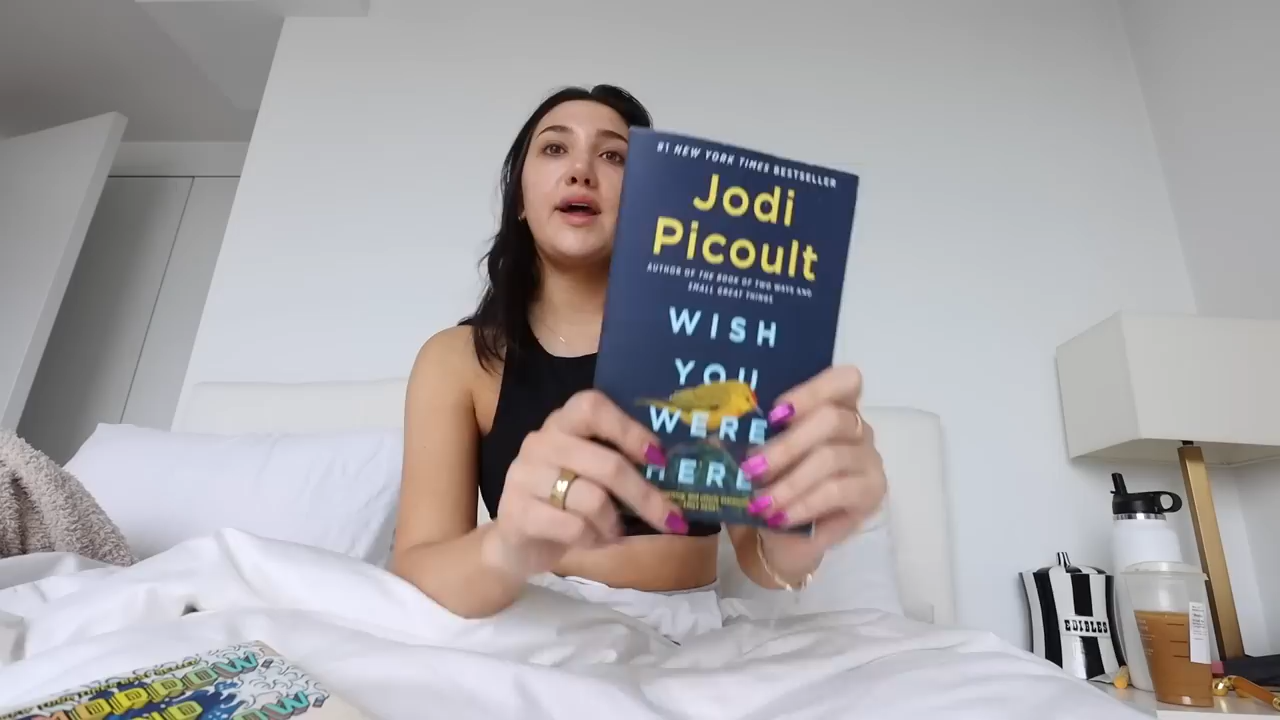 #1 NEW YORK TIMES BESTSELLER
Jodi
Picoult
AUTHOR OF THE BOOK OF TWO WAYS AND
SMALL GREAT THINGS
WISH
YOU
WERE
HERE
EDIBLES